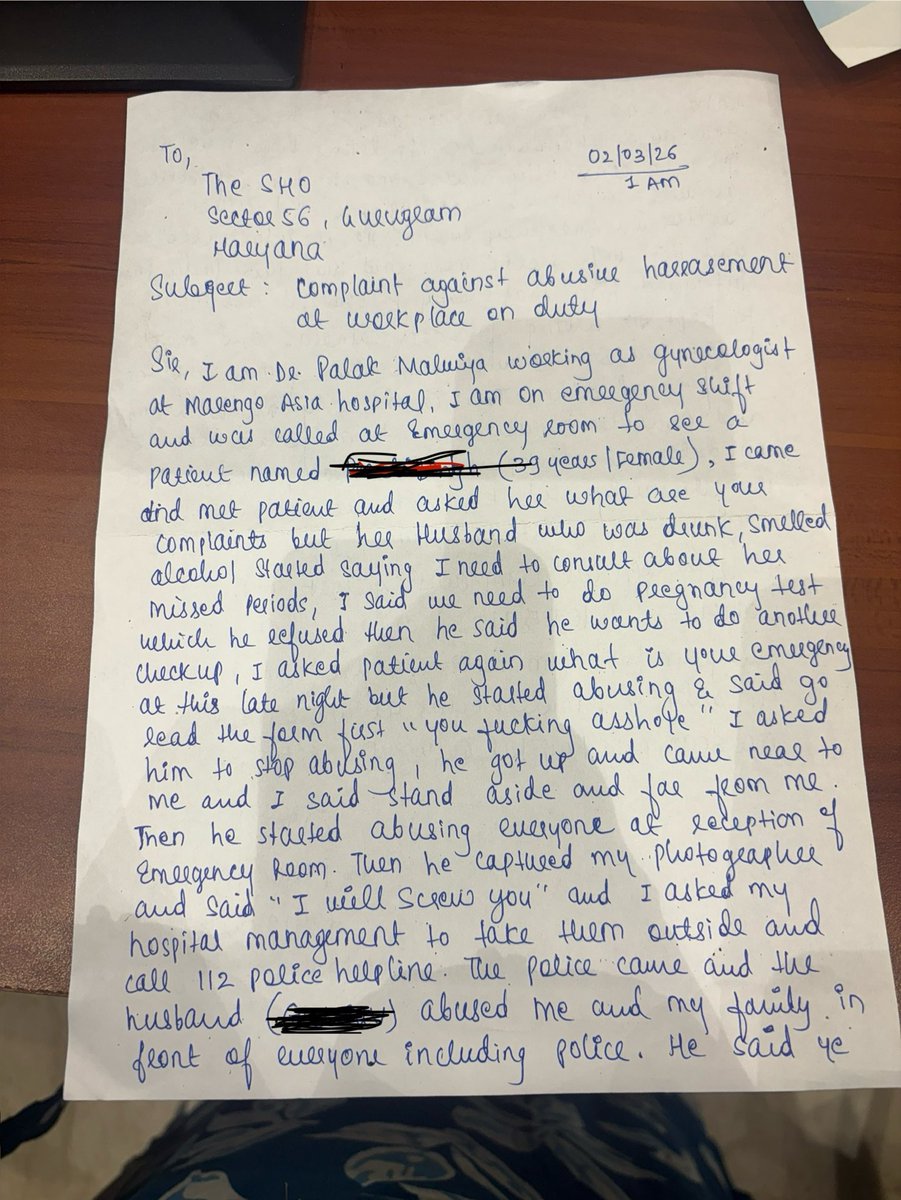 To,
02/03/26
1 AM
The SHO
Sector 56, Gurugram
Haryana
Subject : Complaint against abusive harrasement
at workplace on duty
Sir, I am Dr. Palak Malviya working as gynecologist
at Marengo Asia hospital, I am on emergency shift
and was called at Emergency room to see a
patient named (39 years/Female), I came
and met patient and asked her what are your
complaints but her Husband who was drunk, smelled
alcohol started saying I need to consult about her
missed periods, I said we need to do pregnancy test
which he refused then he said he wants to do another
checkup, I asked patient again what is your emergency
at this late night but he started abusing & said go
read the form first "you fucking asshole" I asked
him to stop abusing, he got up and came near to
me and I said stand aside and far from me.
Then he started abusing everyone at reception of
Emergency Room. Then he captured my photographer
and said "I will screw you" and I asked my
hospital management to take them outside and
call 112 police helpline. The police came and the
husband ( ) abused me and my family in
front of everyone including police. He said ye